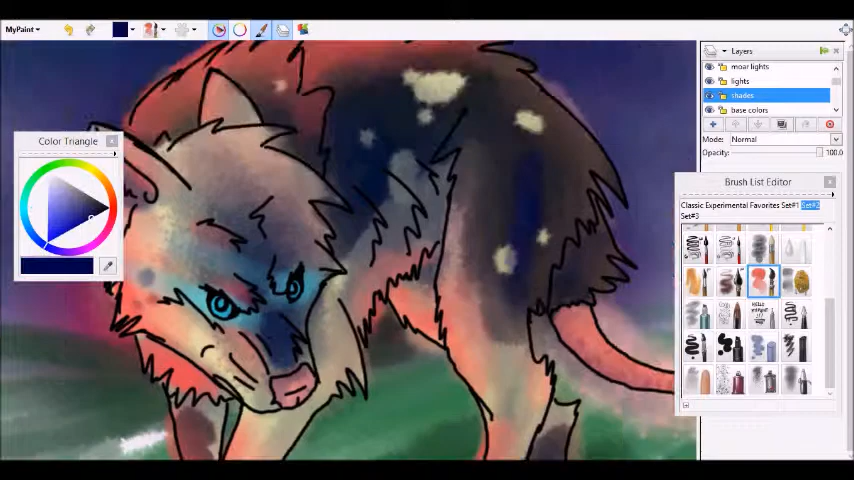 MyPaint
Layers
moar lights
lights
shades
base colors
Mode: Normal
Opacity: 100.0
Color Triangle
Brush List Editor
Classic Experimental Favorites Set#1 Set#2
Set#3